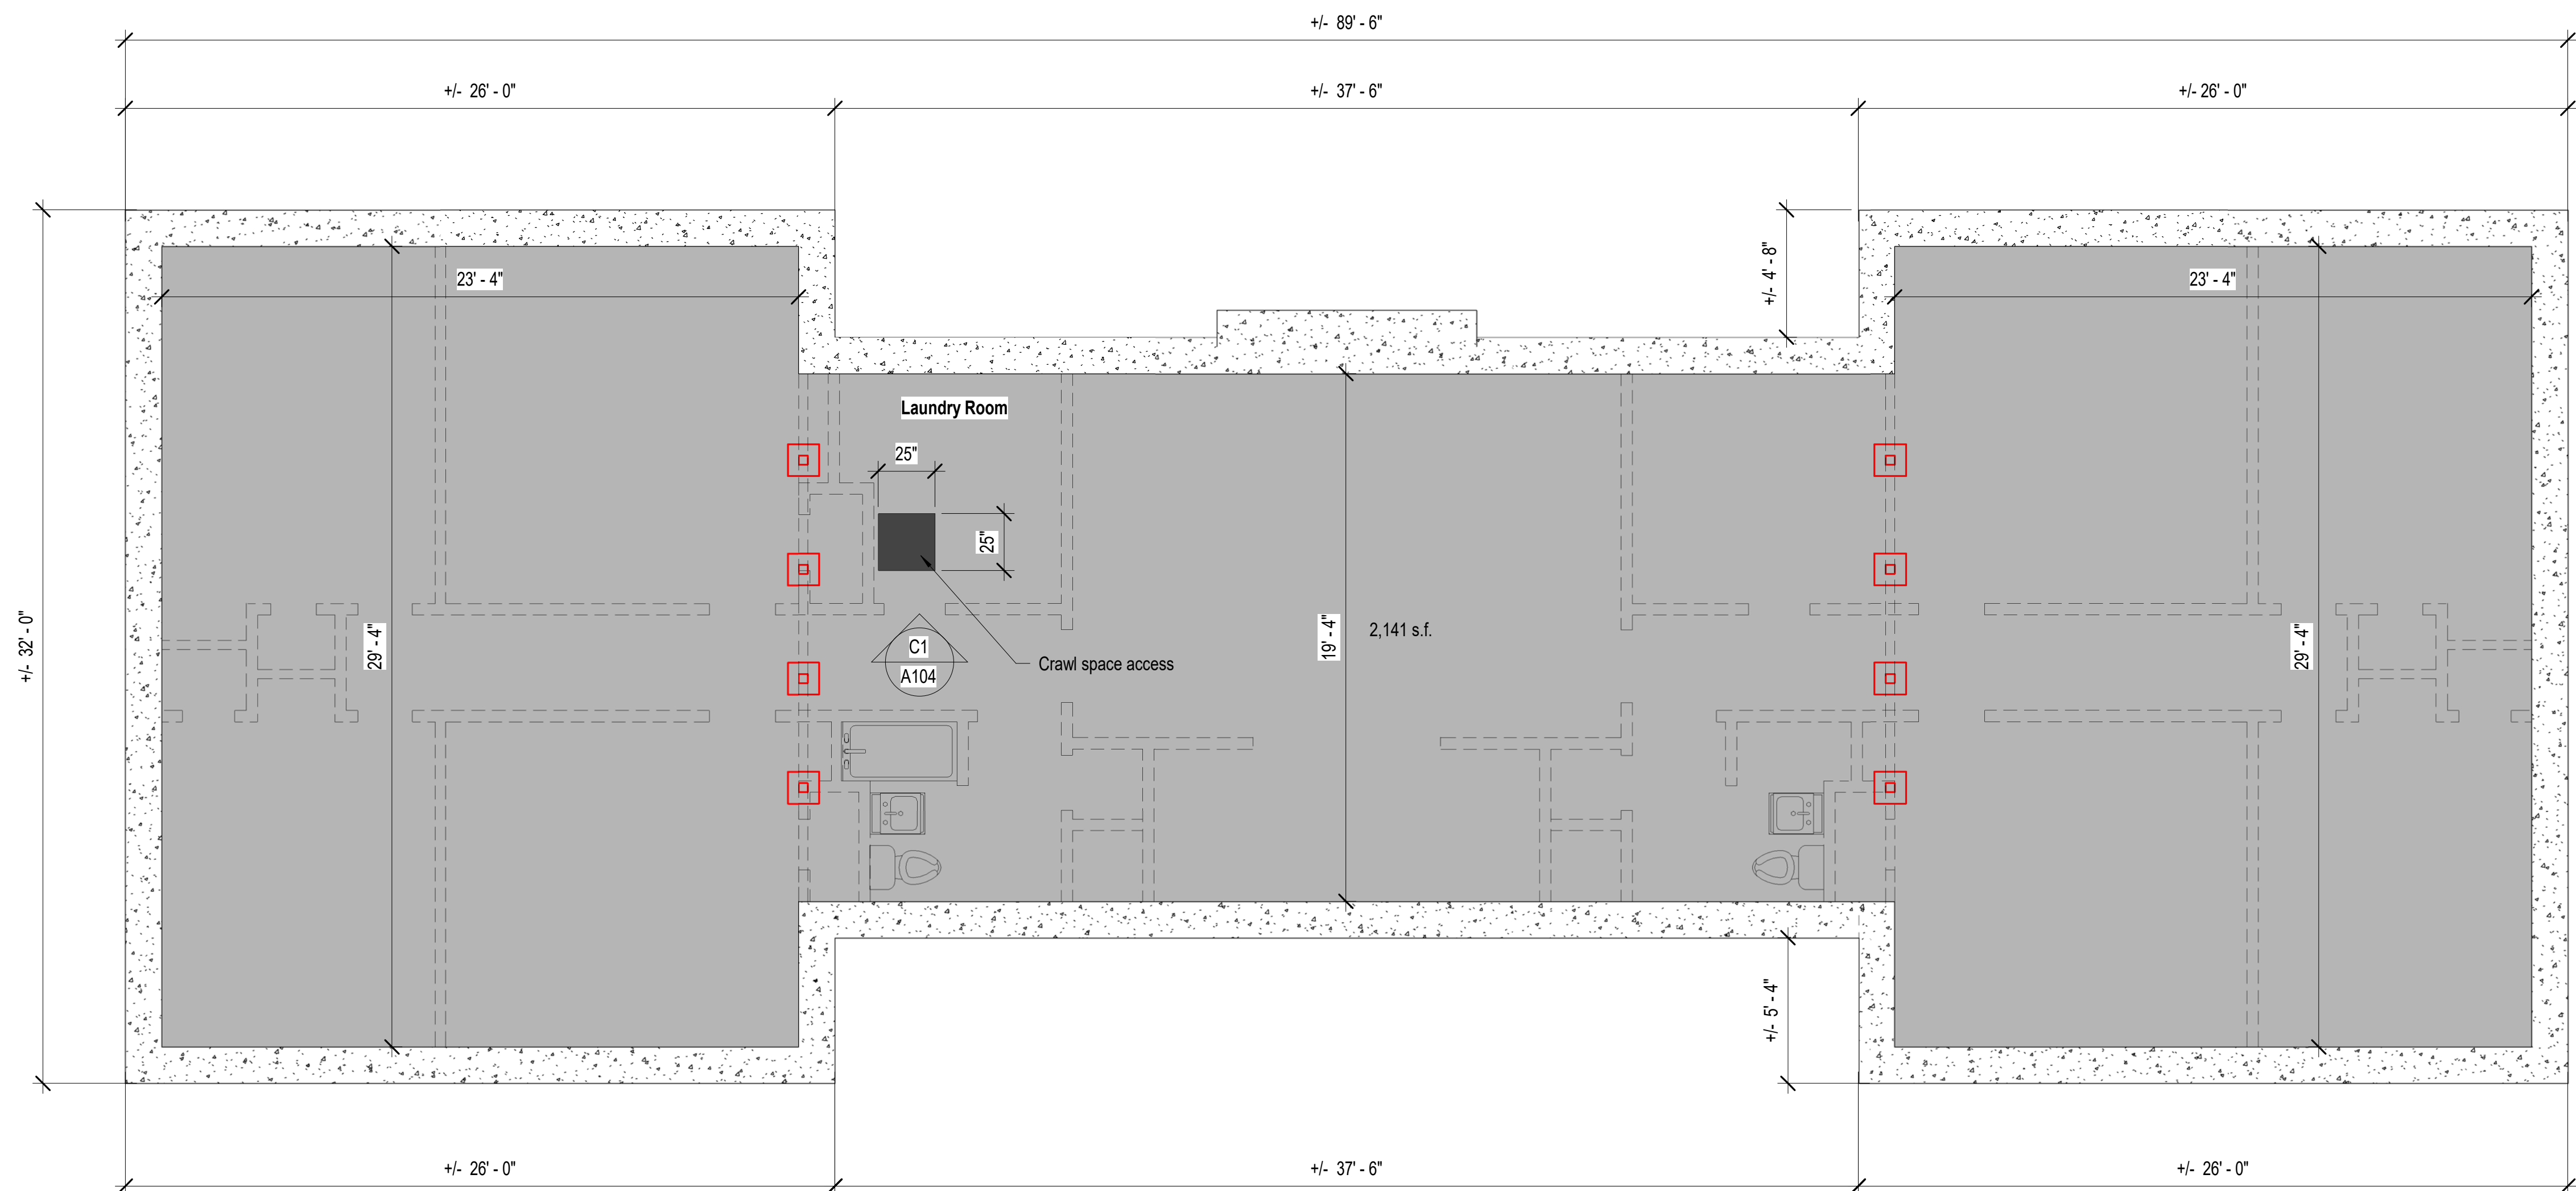 +/- 89' - 6"
+/- 26' - 0"
+/- 37' - 6"
+/- 26' - 0"
+/- 4' - 8"
23' - 4"
23' - 4"
Laundry Room
25"
25"
+/- 32' - 0"
29' - 4"
19' - 4"
2,141 s.f.
29' - 4"
C1
A104
Crawl space access
+/- 5' - 4"
+/- 26' - 0"
+/- 37' - 6"
+/- 26' - 0"